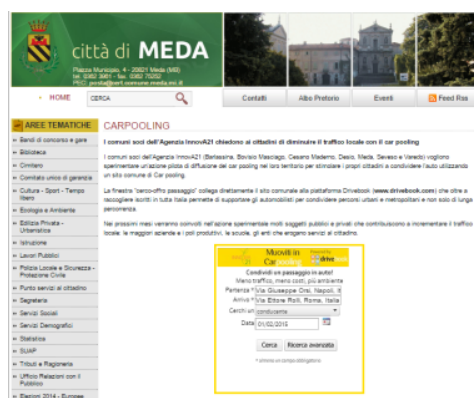 città di MEDA
Piazza Municipio, 4 - 20821 Meda (MB)
tel. 0362 3961 - fax. 0362 75252
HOME
CERCA
Contatti
Albo Pretorio
Eventi
Feed Rss
AREE TEMATICHE
Bandi di concorso e gare
Biblioteca
Cimitero
Comitato unico di garanzia
Cultura - Sport - Tempo
libero
Ecologia e Ambiente
Edilizia Privata -
Urbanistica
Istruzione
Lavori Pubblici
Polizia Locale e Sicurezza -
Protezione Civile
Punto servizi al cittadino
Segreteria
Servizi Sociali
Servizi Demografici
Statistica
SUAP
Tributi e Ragioneria
Ufficio Relazioni con il
Pubblico
Elezioni 2014 - Europee
CARPOOLING
I comuni soci dell'Agenzia InnovA21 chiedono ai cittadini di diminuire il traffico locale con il car pooling
I comuni soci dell'Agenzia InnovA21 (Barlassina, Bovisio Masciago, Cesano Maderno, Desio, Meda, Seveso e Varedo) vogliono
sperimentare un'azione pilota di diffusione del car pooling nei loro territorio per stimolare i propri cittadini a condividere l'auto utilizzando
un sito comune di Car pooling.
La finestra "cerco-offro passaggio" collega direttamente il sito comunale alla piattaforma Drivebook (www.drivebook.com) che oltre a
raccogliere iscritti in tutta Italia permette di supportare gli automobilisti per condividere percorsi urbani e metropolitani e non solo di lunga
percorrenza.
Nei prossimi mesi verranno coinvolti nell'azione sperimentale molti soggetti pubblici e privati che contribuiscono a incrementare il traffico
locale: la maggiori aziende e i poli produttivi, le scuole, gli enti che erogano servizi al cittadino.
Muoviti in
Carpooling
Condividi un passaggio in auto!
Meno traffico, meno costi, più ambiente
Partenza * Via Giuseppe Orsi, Napoli, It
Arrivo * Via Ettore Rolli, Roma, Italia
Cerchi un conducente
Data 01/02/2015
Cerca
Ricerca avanzata